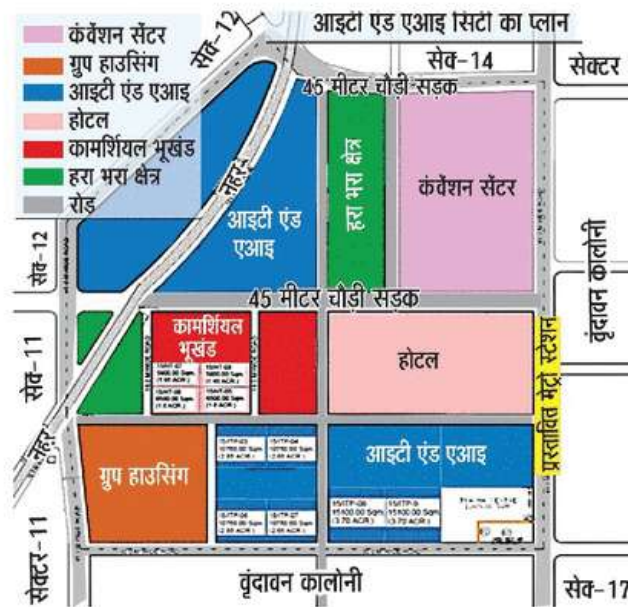 आइटी एंड एआइ सिटी का प्लान
कंवेंशन सेंटर
ग्रुप हाउसिंग
आइटी एंड एआइ
होटल
कामर्शियल भूखंड
हरा भरा क्षेत्र
रोड
सेक-12
सेक-14
सेक्टर
45 मीटर चौड़ी सड़क
नहर
हरा भरा क्षेत्र
कंवेंशन सेंटर
आइटी एंड
एआइ
सेक-12
वृंदावन कालोनी
45 मीटर चौड़ी सड़क
कामर्शियल
भूखंड
होटल
सेक-11
प्रस्तावित मेट्रो स्टेशन
नहर
ग्रुप हाउसिंग
आइटी एंड एआइ
सेक्टर-11
वृंदावन कालोनी
सेक-17